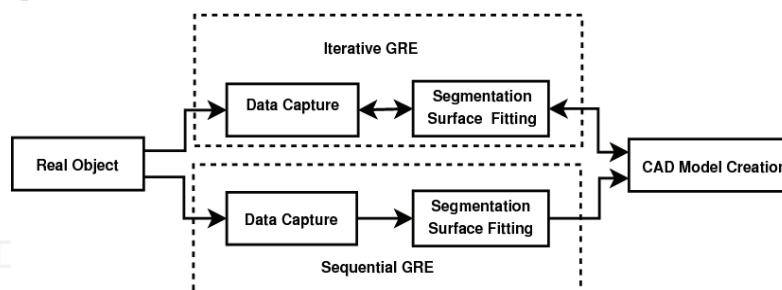 Iterative GRE
Data Capture
Segmentation
Surface Fitting
Real Object
CAD Model Creation
Data Capture
Segmentation
Surface Fitting
Sequential GRE